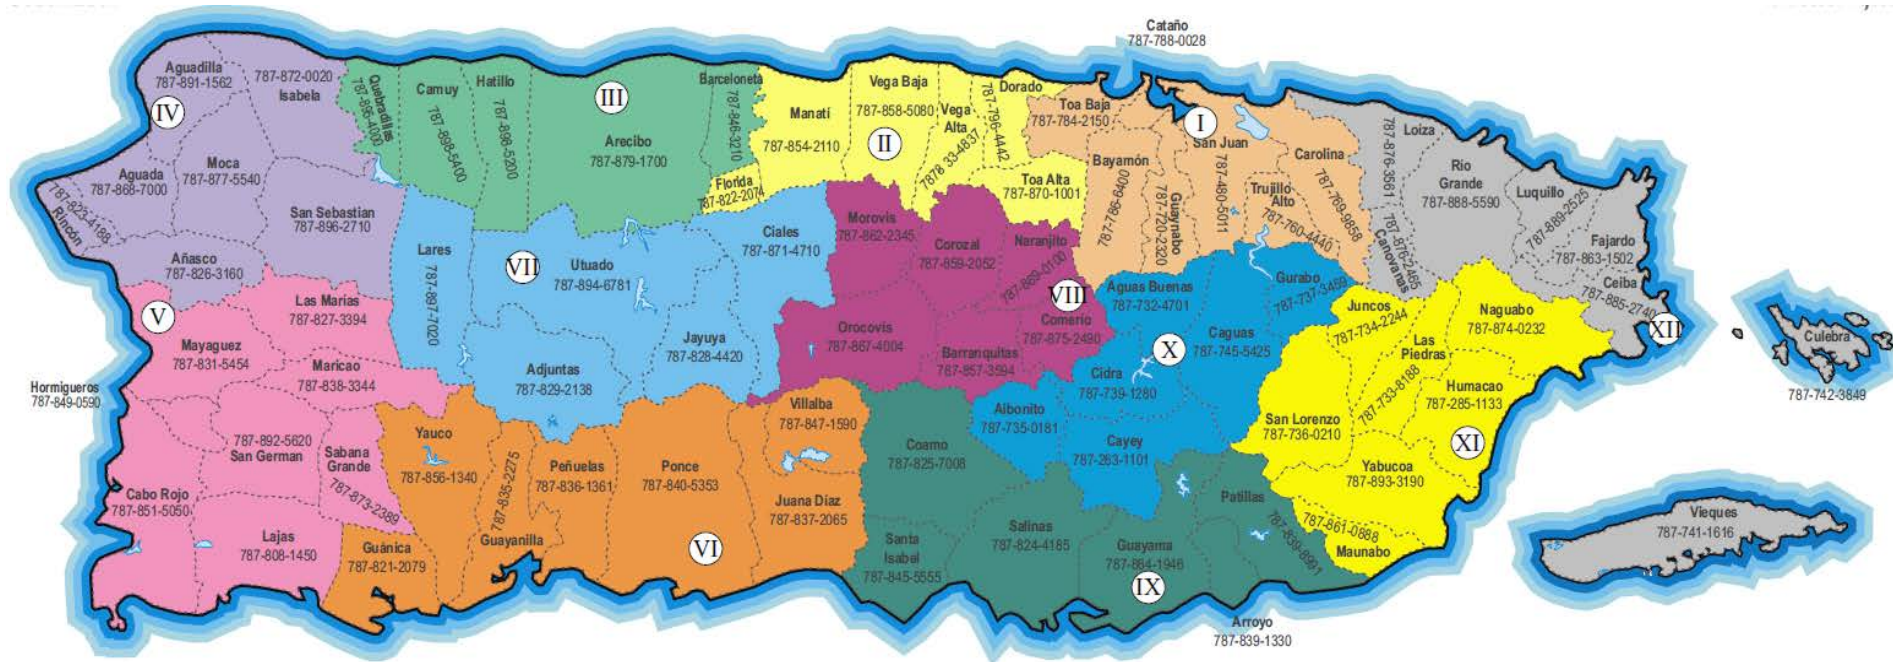 Cataño
787-788-0028
Aguadilla
787-891-1562
787-872-0020
Isabela
IV
Moca
787-877-5540
Aguada
787-868-7000
787-823-4188
Rincón
San Sebastian
787-896-2710
Añasco
787-826-3160
Quebradillas
Camuy
787-898-5400
Hatillo
787-896-5200
III
Arecibo
787-879-1700
Barceloneta
787-846-3210
Florida
787-822-2074
Manatí
787-854-2110
Vega Baja
787-858-5080
II
Vega
Alta
7878 33-4837
Dorado
787-796-4442
Toa Alta
787-870-1001
Toa Baja
787-784-2150
I
San Juan
787-480-5011
Bayamón
Guaynabo
787-720-2320
Carolina
787-769-9858
Trujillo
Alto
787-760-4440
Loiza
787-876-3561
787-876-2465
Canovanas
Rio
Grande
787-888-5590
Luquillo
787-889-2525
Fajardo
787-863-1502
Ceiba
787-885-2740
XII
Culebra
787-742-3849
Vieques
787-741-1616
V
Mayaguez
787-831-5454
Las Marias
787-827-3394
Maricao
787-838-3344
Hormigueros
787-849-0590
787-892-5620
San German
Sabana
Grande
787-873-2389
Cabo Rojo
787-851-5050
Lajas
787-808-1450
Lares
787-897-7020
VII
Utuado
787-894-6781
Ciales
787-871-4710
Jayuya
787-828-4420
Adjuntas
787-829-2138
Morovis
787-862-2345
Corozal
787-859-2052
Naranjito
787-869-0100
VIII
Comerio
787-875-2490
Orocovis
787-867-4004
Barranquitas
787-857-3594
Aguas Buenas
787-732-4701
Gurabo
787-737-3459
Caguas
787-745-5425
X
Cidra
787-739-1280
Albonito
787-735-0181
Cayey
787-263-1101
Juncos
787-734-2244
Naguabo
787-874-0232
Las
Piedras
787-733-8188
Humacao
787-285-1133
San Lorenzo
787-736-0210
XI
Yabucoa
787-893-3190
787-861-0888
Maunabo
Yauco
787-856-1340
Guánica
787-821-2079
787-835-2275
Guayanilla
Peñuelas
787-836-1361
Ponce
787-840-5353
VI
Villalba
787-847-1590
Juana Díaz
787-837-2065
Coamo
787-825-7008
Santa
Isabel
787-845-5555
Salinas
787-824-4185
Guayama
787-864-1946
IX
Patillas
Arroyo
787-839-1330